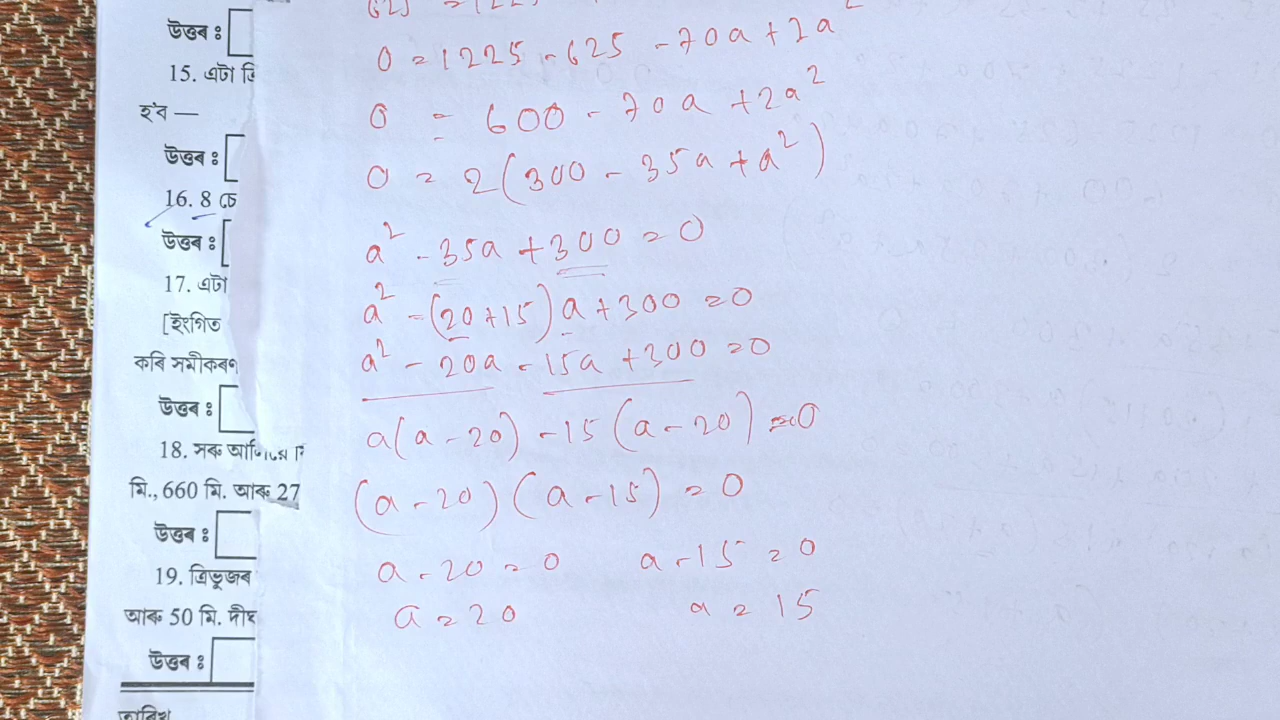 উত্তৰ :
15. এটা
হ'ব —
উত্তৰ :
16. 8 চে
উত্তৰ :
17. এটা
[ইংগিত
কৰি সমীকৰণ
উত্তৰ :
18. সৰু
মি., 660 মি. আৰু 27
উত্তৰ :
19. ত্ৰিভুজৰ
আৰু 50 মি. দীঘ
উত্তৰ :
তাৰিখ
0 = 1225 - 625 - 70a + 2a²
0 = 600 - 70a + 2a²
0 = 2(300 - 35a + a²)
a² - 35a + 300 = 0
a² - (20+15)a + 300 = 0
a² - 20a - 15a + 300 = 0
a(a - 20) - 15(a - 20) = 0
(a - 20)(a - 15) = 0
a - 20 = 0 a - 15 = 0
a = 20 a = 15